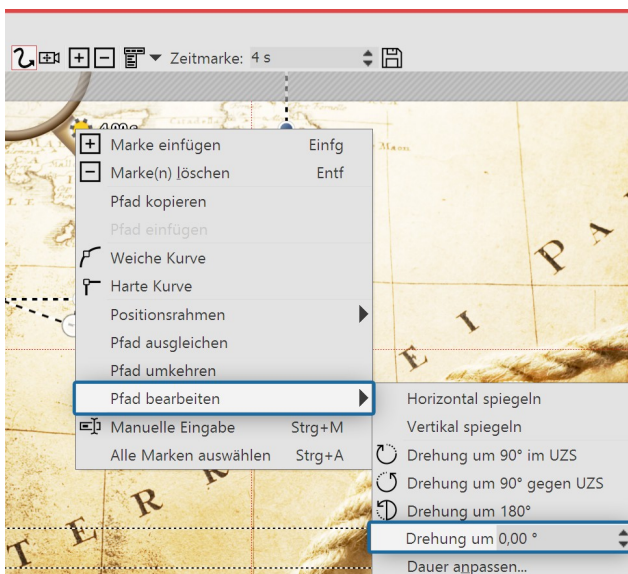 Zeitmarke: 4 s
4,00s
Marke einfügen Einfg
Marke(n) löschen Entf
Pfad kopieren
Pfad einfügen
Weiche Kurve
Harte Kurve
Positionsrahmen
Pfad ausgleichen
Pfad umkehren
Pfad bearbeiten
Manuelle Eingabe Strg+M
Alle Marken auswählen Strg+A
Horizontal spiegeln
Vertikal spiegeln
Drehung um 90° im UZS
Drehung um 90° gegen UZS
Drehung um 180°
Drehung um 0,00 °
Dauer anpassen...
E I P A
T E R R